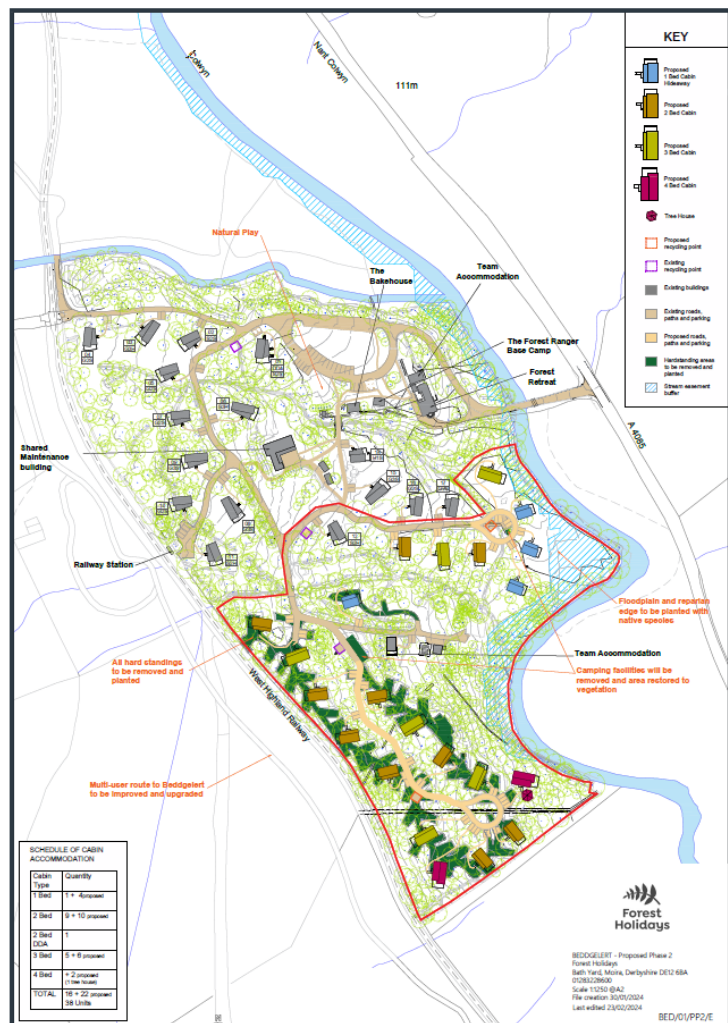 KEY
Proposed
1 Bed Cabin
Hideaway
Proposed
2 Bed Cabin
Proposed
3 Bed Cabin
Proposed
4 Bed Cabin
Tree House
Proposed
recycling point
Existing
recycling point
Existing buildings
Existing roads,
paths and parking
Proposed roads,
paths and parking
Hardstanding areas
to be removed and
planted
Stream easement
buffer
Colwyn
Nant Colwyn
111m
Natural Play
The
Bakehouse
Team
Accommodation
The Forest Ranger
Base Camp
Forest
Retreat
A 4085
Shared
Maintenance
building
Railway Station
Floodplain and reparian
edge to be planted with
native species
All hard standings
to be removed and
planted
Team Accommodation
Camping facilities will be
removed and area restored to
vegetation
West Highland Railway
Multi-user route to Beddgelert
to be improved and upgraded
SCHEDULE OF CABIN
ACCOMMODATION
Cabin Type Quantity
1 Bed 1 + 4 proposed
2 Bed 9 + 10 proposed
2 Bed DDA 1
3 Bed 5 + 6 proposed
4 Bed + 2 proposed
(1 tree house)
TOTAL 16 + 22 proposed
38 Units
Forest
Holidays
BEDDGELERT - Proposed Phase 2
Forest Holidays
Bath Yard, Moira, Derbyshire DE12 6BA
01283228600
Scale 1:1250 @A2
File creation 30/01/2024
Last edited 23/02/2024
BED/01/PP2/E